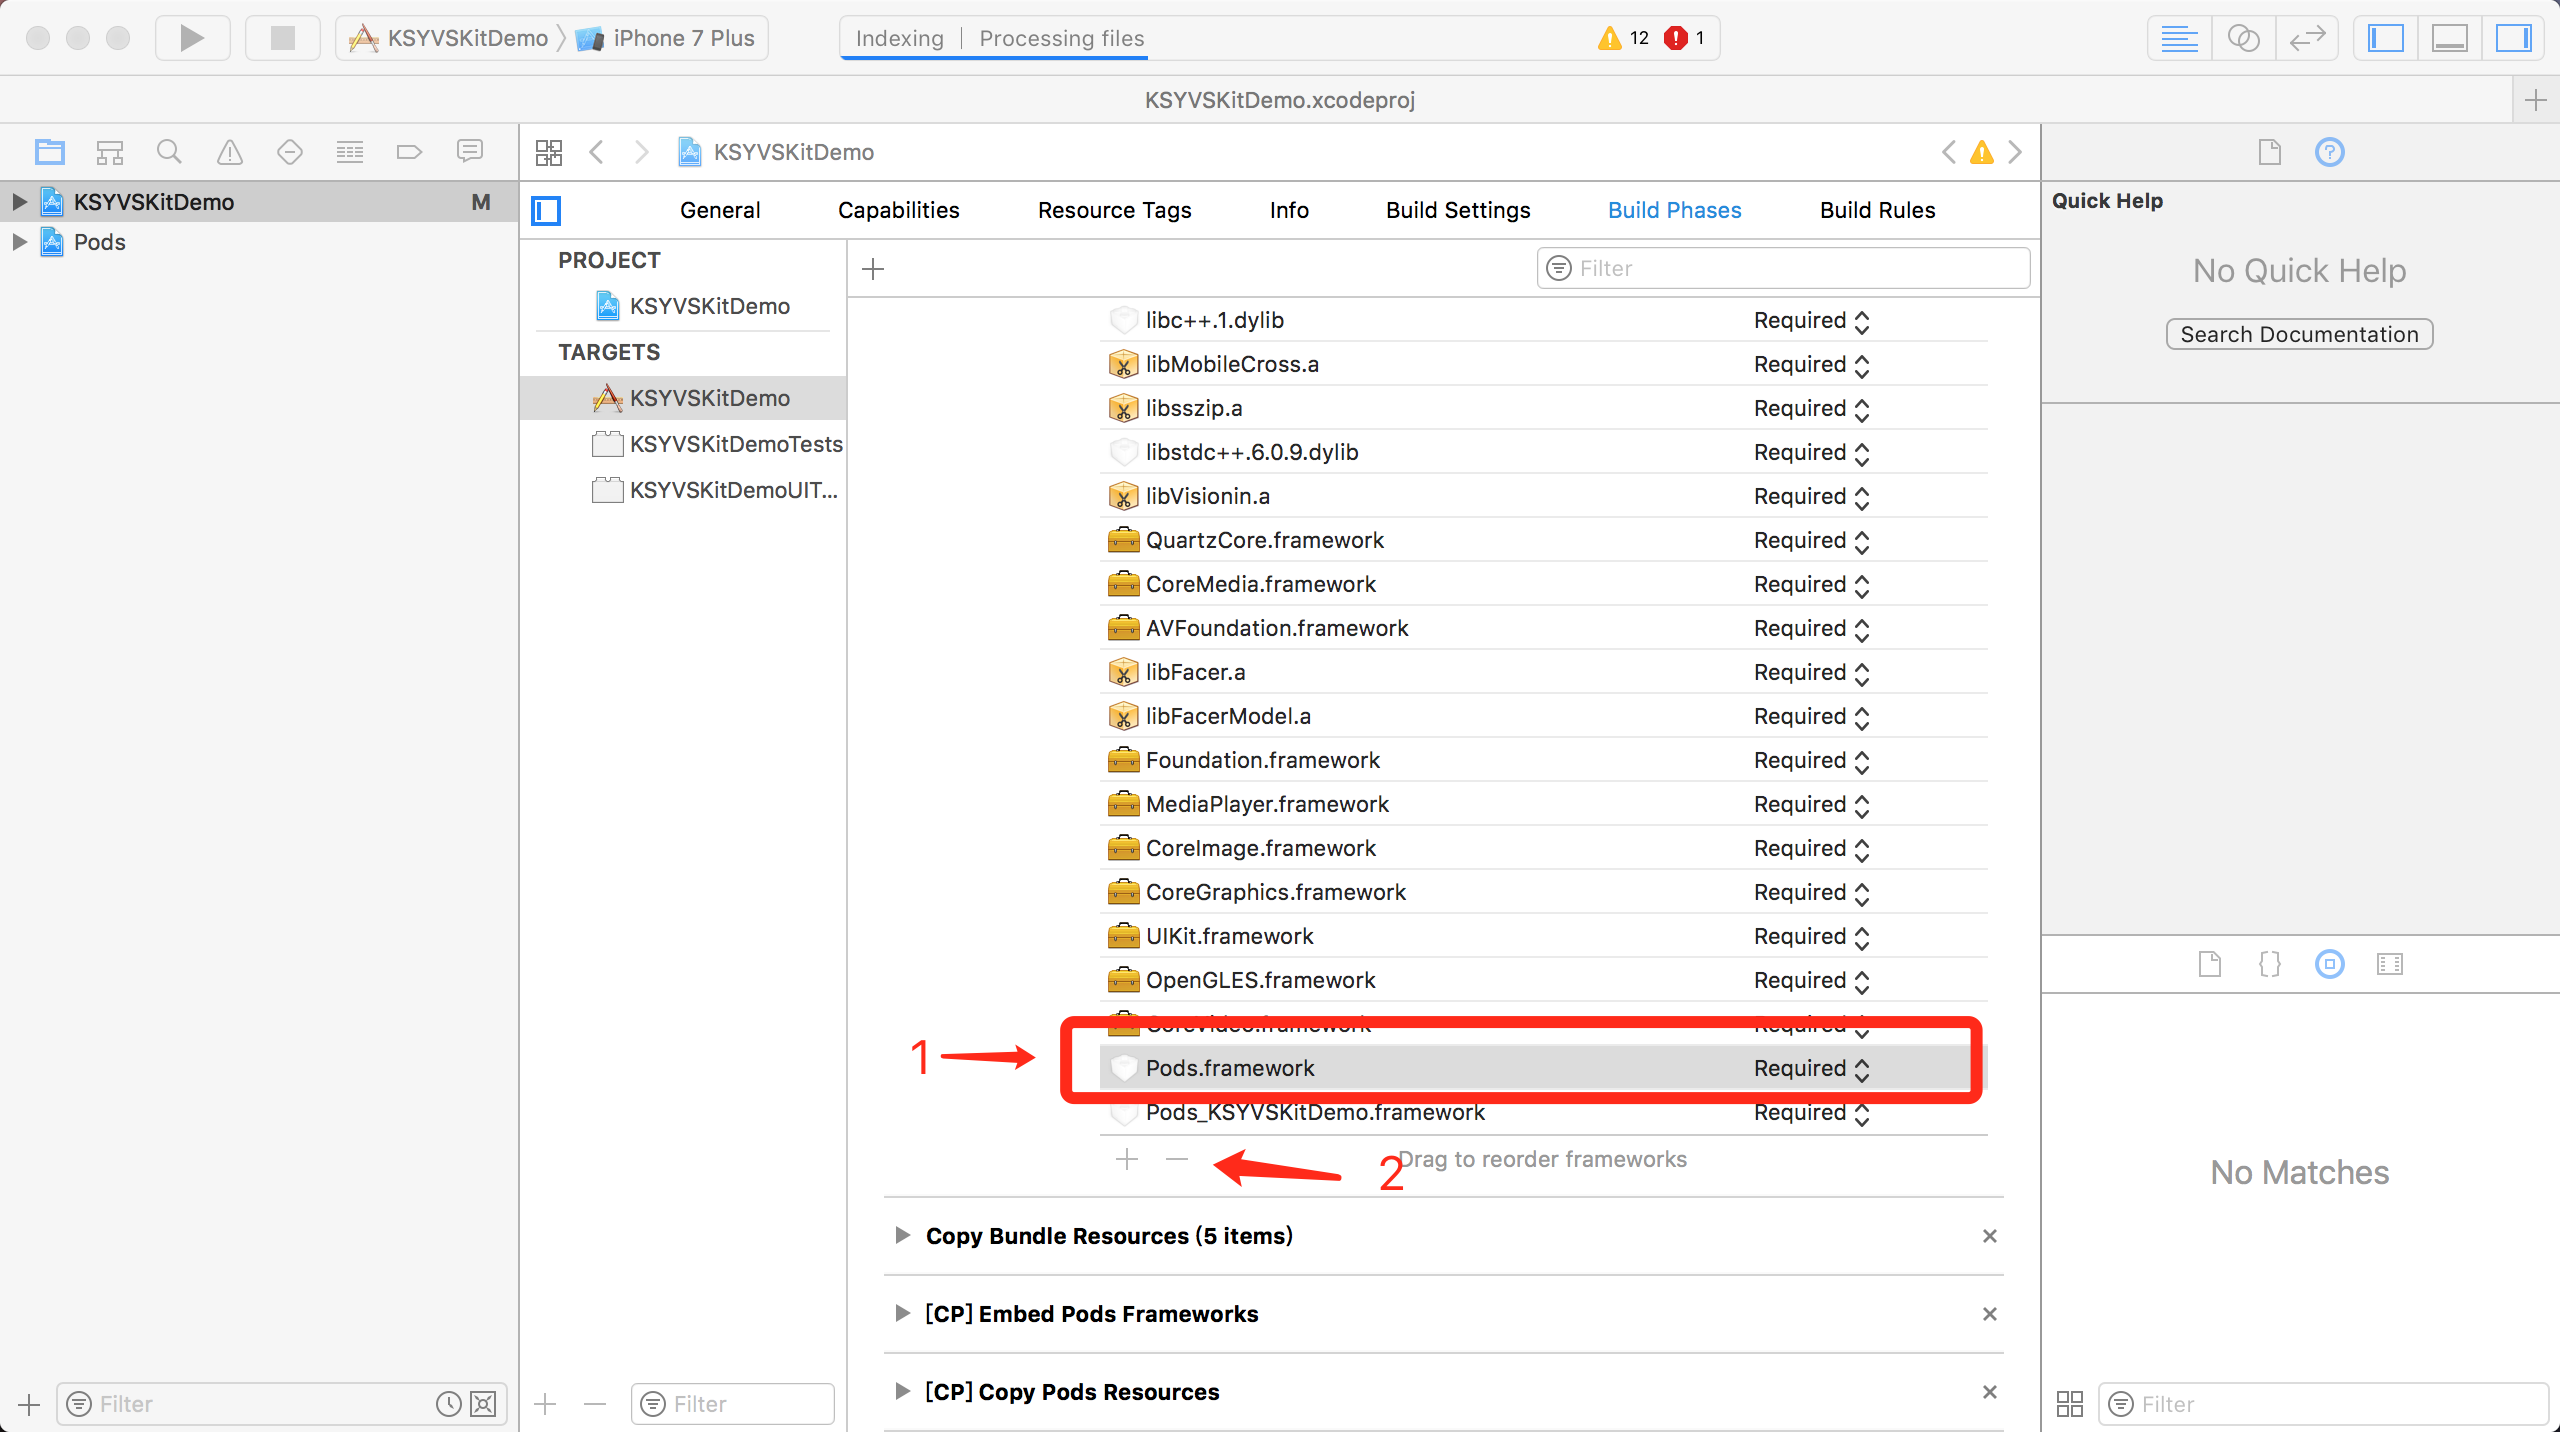 KSYVSKitDemo iPhone 7 Plus
Indexing | Processing files
12 1
KSYVSKitDemo.xcodeproj
KSYVSKitDemo M
Pods
KSYVSKitDemo
General Capabilities Resource Tags Info Build Settings Build Phases Build Rules
PROJECT
KSYVSKitDemo
TARGETS
KSYVSKitDemo
KSYVSKitDemoTests
KSYVSKitDemoUIT...
Filter
libc++.1.dylib Required
libMobileCross.a Required
libsszip.a Required
libstdc++.6.0.9.dylib Required
libVisionin.a Required
QuartzCore.framework Required
CoreMedia.framework Required
AVFoundation.framework Required
libFacer.a Required
libFacerModel.a Required
Foundation.framework Required
MediaPlayer.framework Required
CoreImage.framework Required
CoreGraphics.framework Required
UIKit.framework Required
OpenGLES.framework Required
CoreVideo.framework Required
1
Pods.framework Required
Pods_KSYVSKitDemo.framework Required
2
Drag to reorder frameworks
Copy Bundle Resources (5 items)
[CP] Embed Pods Frameworks
[CP] Copy Pods Resources
Quick Help
No Quick Help
Search Documentation
No Matches
Filter
Filter
Filter